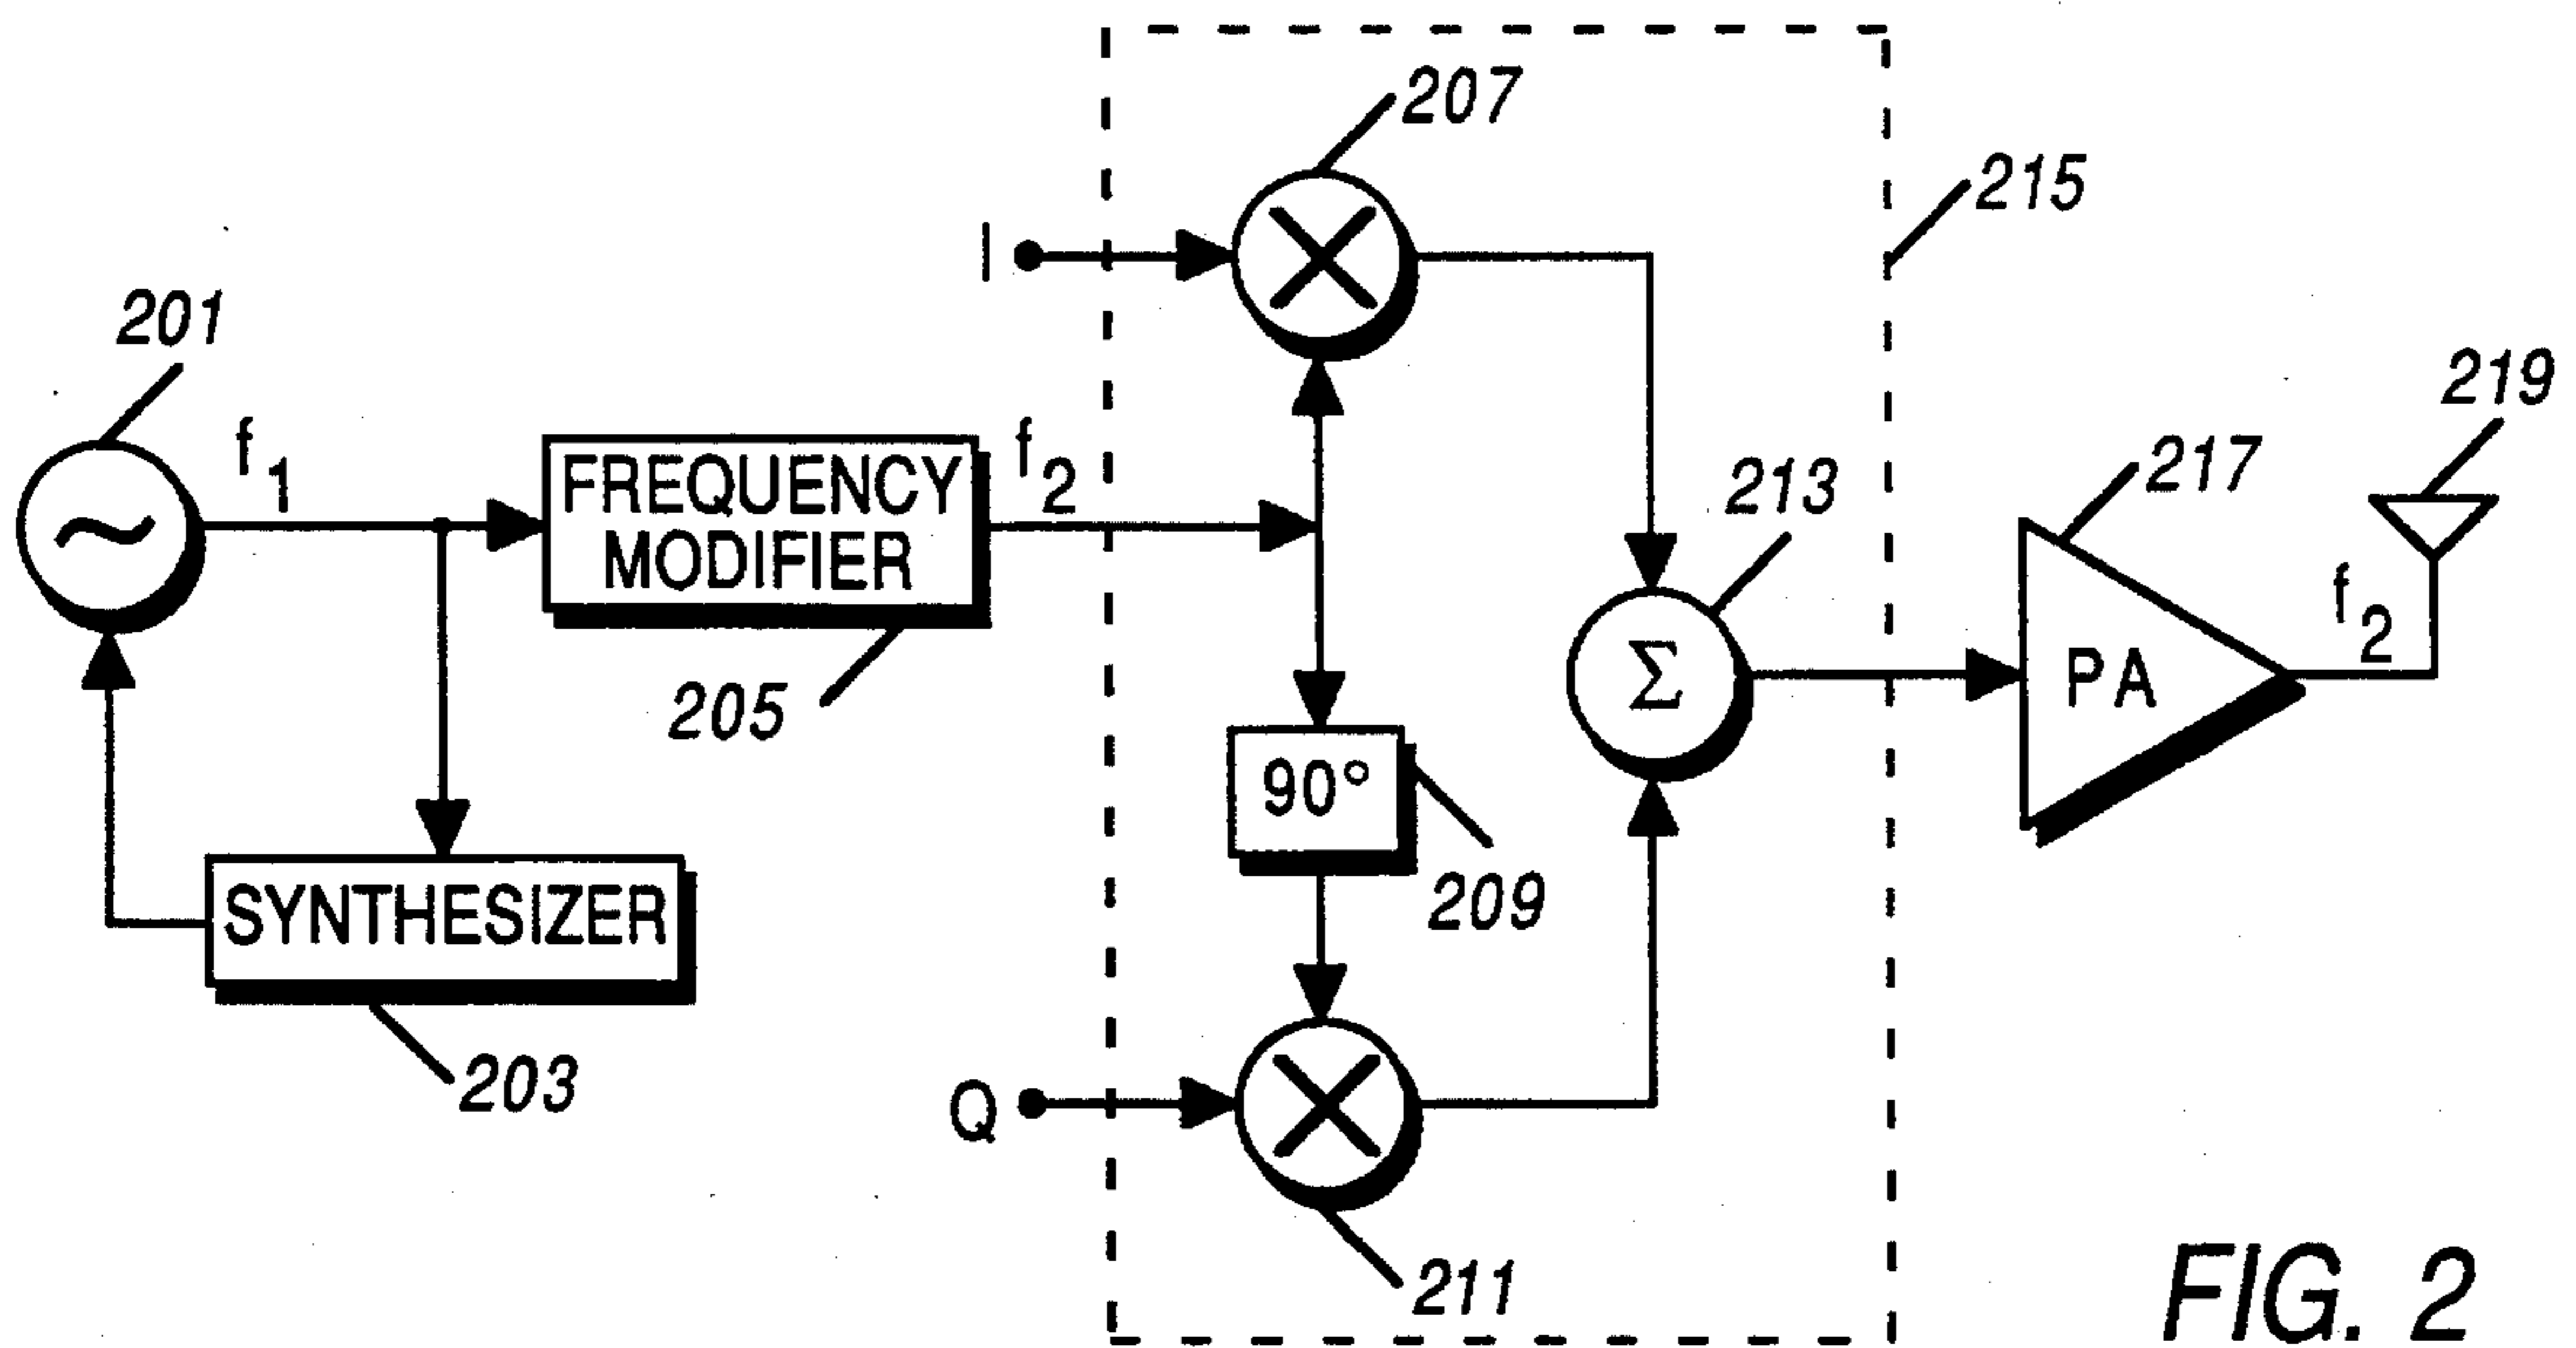 207
215
I
201
219
f1
FREQUENCY
MODIFIER
f2
217
213
f2
Σ
PA
205
90°
SYNTHESIZER
209
203
Q
211
FIG. 2